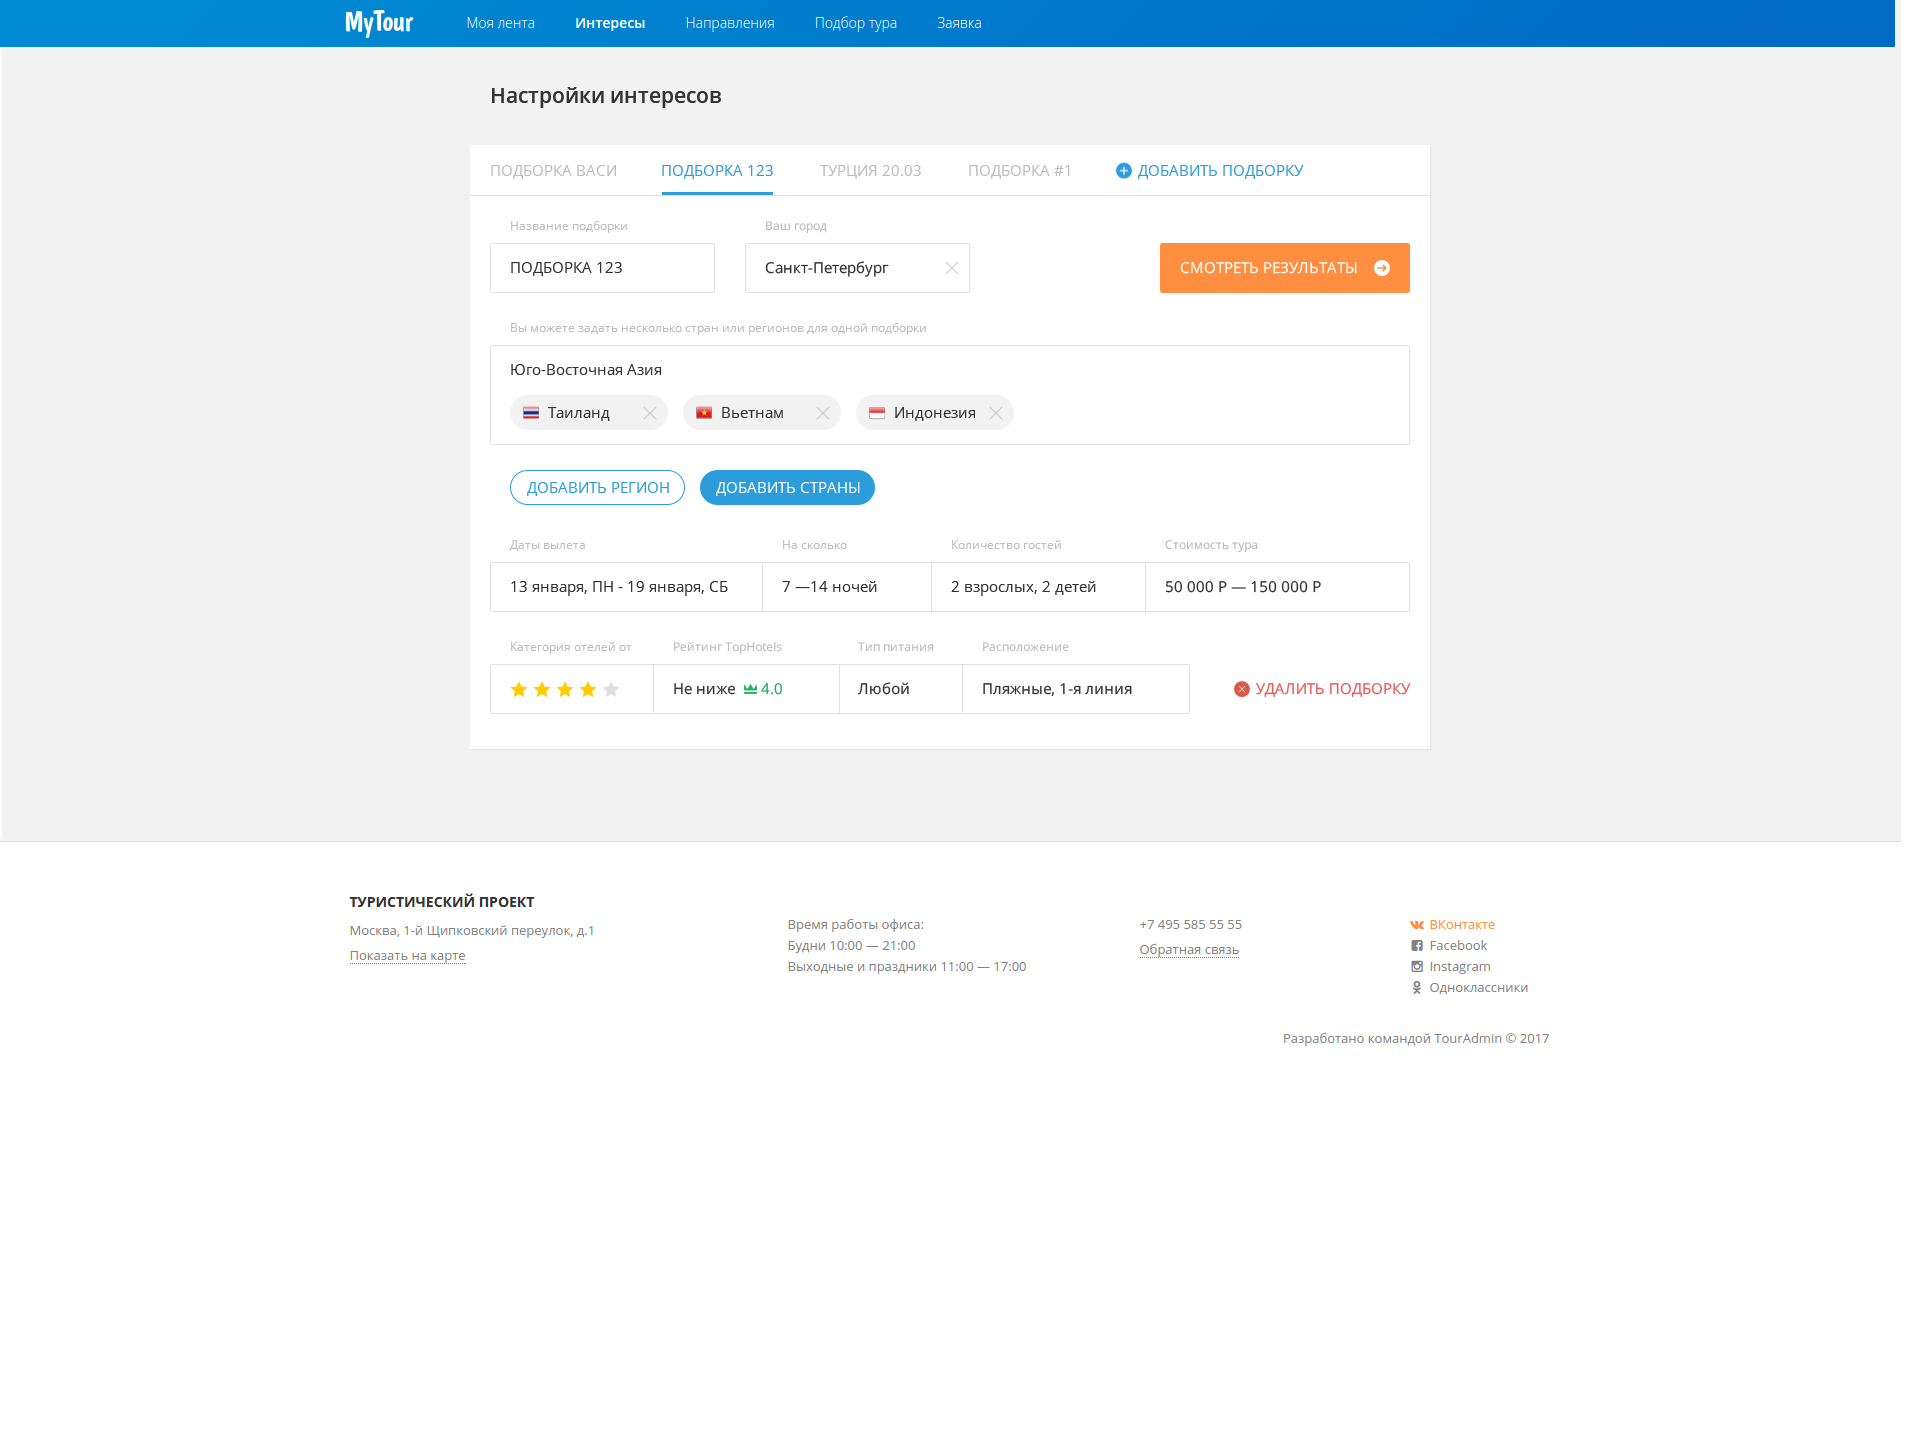 MyTour Моя лента Интересы Направления Подбор тура Заявка
Настройки интересов
ПОДБОРКА ВАСИ ПОДБОРКА 123 ТУРЦИЯ 20.03 ПОДБОРКА #1 ДОБАВИТЬ ПОДБОРКУ
Название подборки Ваш город
ПОДБОРКА 123 Санкт-Петербург СМОТРЕТЬ РЕЗУЛЬТАТЫ
Вы можете задать несколько стран или регионов для одной подборки
Юго-Восточная Азия
Таиланд Вьетнам Индонезия
ДОБАВИТЬ РЕГИОН ДОБАВИТЬ СТРАНЫ
Даты вылета На сколько Количество гостей Стоимость тура
13 января, ПН - 19 января, СБ 7 —14 ночей 2 взрослых, 2 детей 50 000 Р — 150 000 Р
Категория отелей от Рейтинг TopHotels Тип питания Расположение
Не ниже 4.0 Любой Пляжные, 1-я линия УДАЛИТЬ ПОДБОРКУ
ТУРИСТИЧЕСКИЙ ПРОЕКТ
Москва, 1-й Щипковский переулок, д.1
Показать на карте
Время работы офиса:
Будни 10:00 — 21:00
Выходные и праздники 11:00 — 17:00
+7 495 585 55 55
Обратная связь
ВКонтакте
Facebook
Instagram
Одноклассники
Разработано командой TourAdmin © 2017